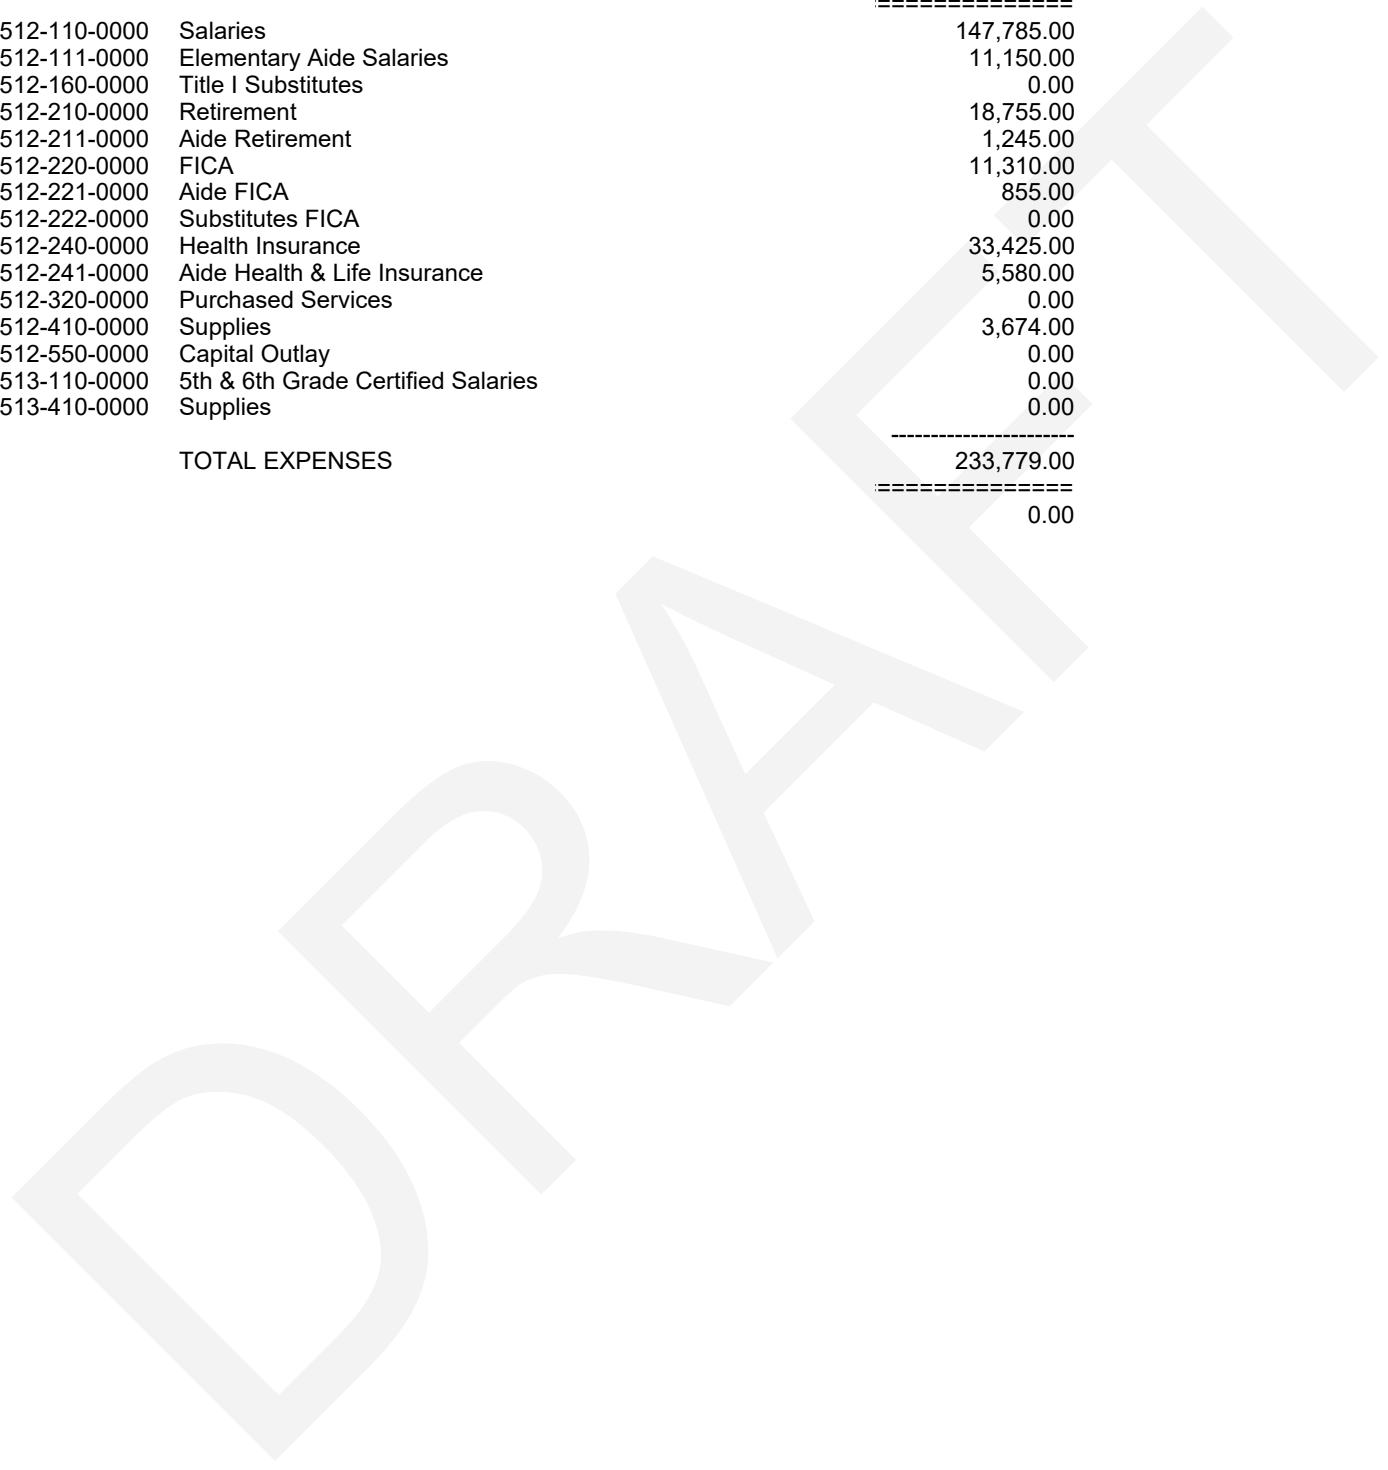 ==============
512-110-0000 Salaries 147,785.00
512-111-0000 Elementary Aide Salaries 11,150.00
512-160-0000 Title I Substitutes 0.00
512-210-0000 Retirement 18,755.00
512-211-0000 Aide Retirement 1,245.00
512-220-0000 FICA 11,310.00
512-221-0000 Aide FICA 855.00
512-222-0000 Substitutes FICA 0.00
512-240-0000 Health Insurance 33,425.00
512-241-0000 Aide Health & Life Insurance 5,580.00
512-320-0000 Purchased Services 0.00
512-410-0000 Supplies 3,674.00
512-550-0000 Capital Outlay 0.00
513-110-0000 5th & 6th Grade Certified Salaries 0.00
513-410-0000 Supplies 0.00
-----------------------
TOTAL EXPENSES 233,779.00
==============
0.00
DRAFT